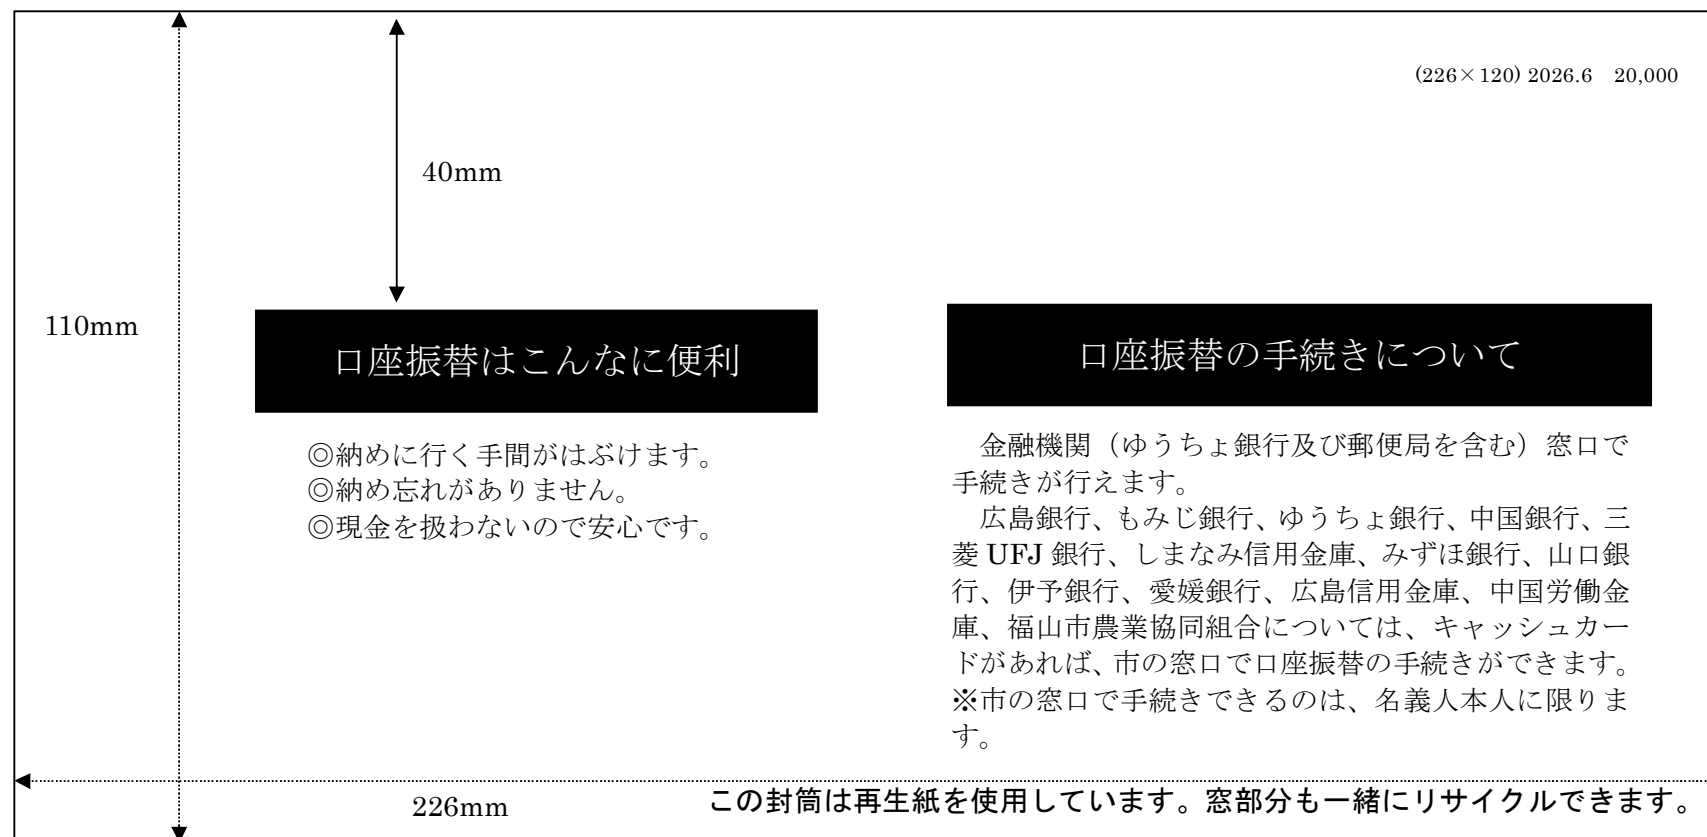 (226×120) 2026.6　20,000
40mm
110mm
口座振替はこんなに便利
◎納めに行く手間がはぶけます。
◎納め忘れがありません。
◎現金を扱わないので安心です。
口座振替の手続きについて
　金融機関（ゆうちょ銀行及び郵便局を含む）窓口で
手続きが行えます。
　広島銀行、もみじ銀行、ゆうちょ銀行、中国銀行、三
菱 UFJ 銀行、しまなみ信用金庫、みずほ銀行、山口銀
行、伊予銀行、愛媛銀行、広島信用金庫、中国労働金
庫、福山市農業協同組合については、キャッシュカー
ドがあれば、市の窓口で口座振替の手続きができます。
※市の窓口で手続きできるのは、名義人本人に限りま
す。
226mm
この封筒は再生紙を使用しています。窓部分も一緒にリサイクルできます。